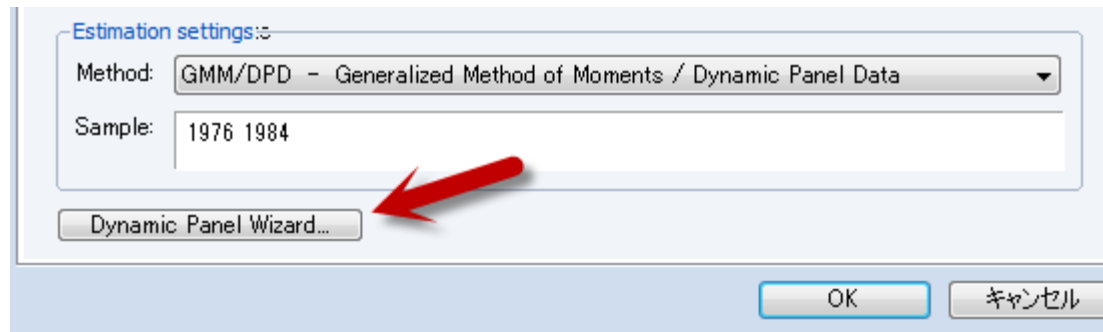 Estimation settings:
Method: GMM/DPD - Generalized Method of Moments / Dynamic Panel Data
Sample: 1976 1984
Dynamic Panel Wizard...
OK キャンセル